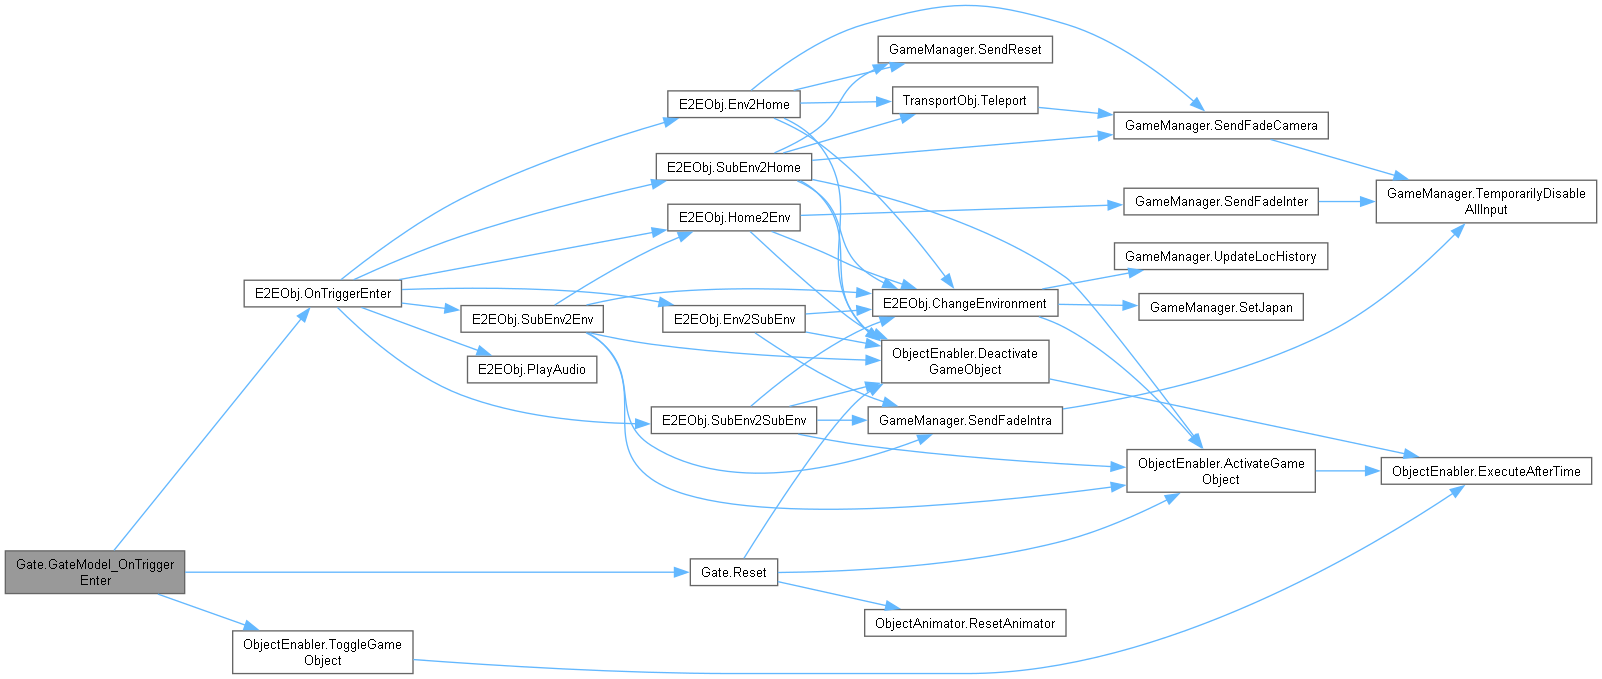 GameManager.SendReset
E2EObj.Env2Home
TransportObj.Teleport
GameManager.SendFadeCamera
E2EObj.SubEnv2Home
GameManager.TemporarilyDisable
AllInput
E2EObj.Home2Env
GameManager.SendFadeInter
GameManager.UpdateLocHistory
E2EObj.OnTriggerEnter
E2EObj.ChangeEnvironment
GameManager.SetJapan
E2EObj.SubEnv2Env
E2EObj.Env2SubEnv
ObjectEnabler.Deactivate
GameObject
E2EObj.PlayAudio
E2EObj.SubEnv2SubEnv
GameManager.SendFadeIntra
ObjectEnabler.ActivateGame
Object
ObjectEnabler.ExecuteAfterTime
Gate.GateModel_OnTrigger
Enter
Gate.Reset
ObjectAnimator.ResetAnimator
ObjectEnabler.ToggleGame
Object